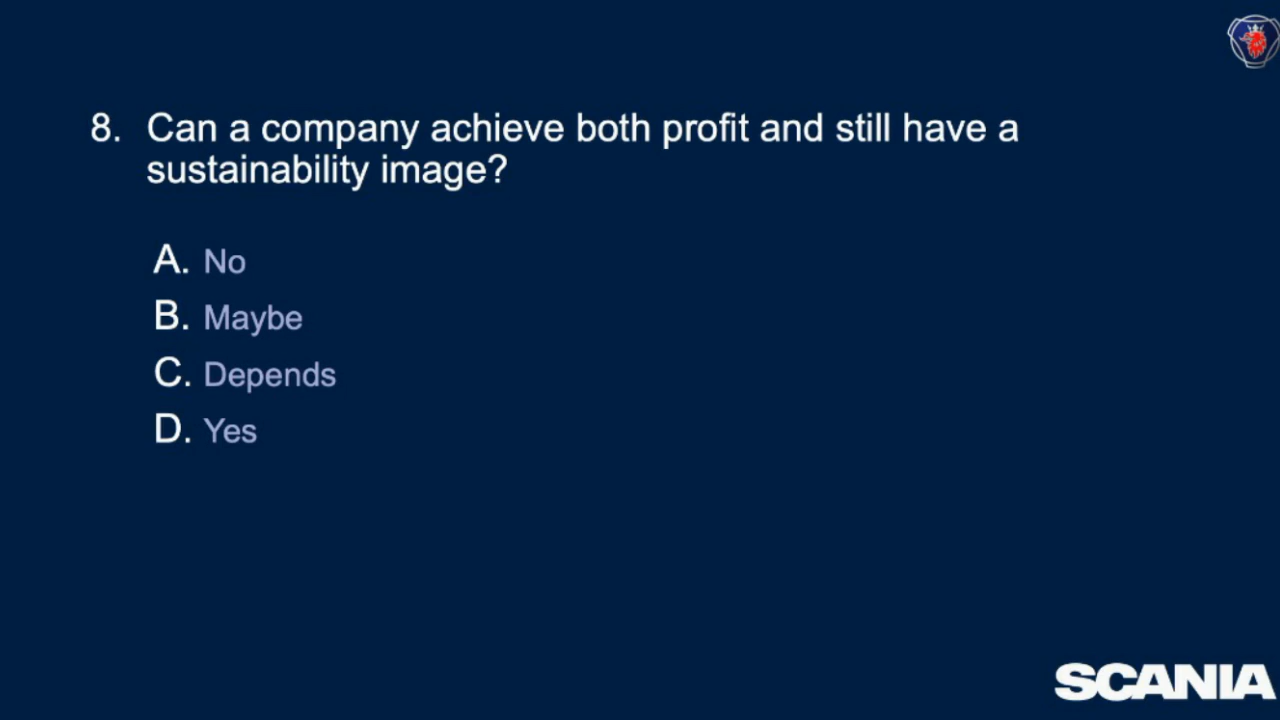 8. Can a company achieve both profit and still have a
sustainability image?
A. No
B. Maybe
C. Depends
D. Yes
SCANIA